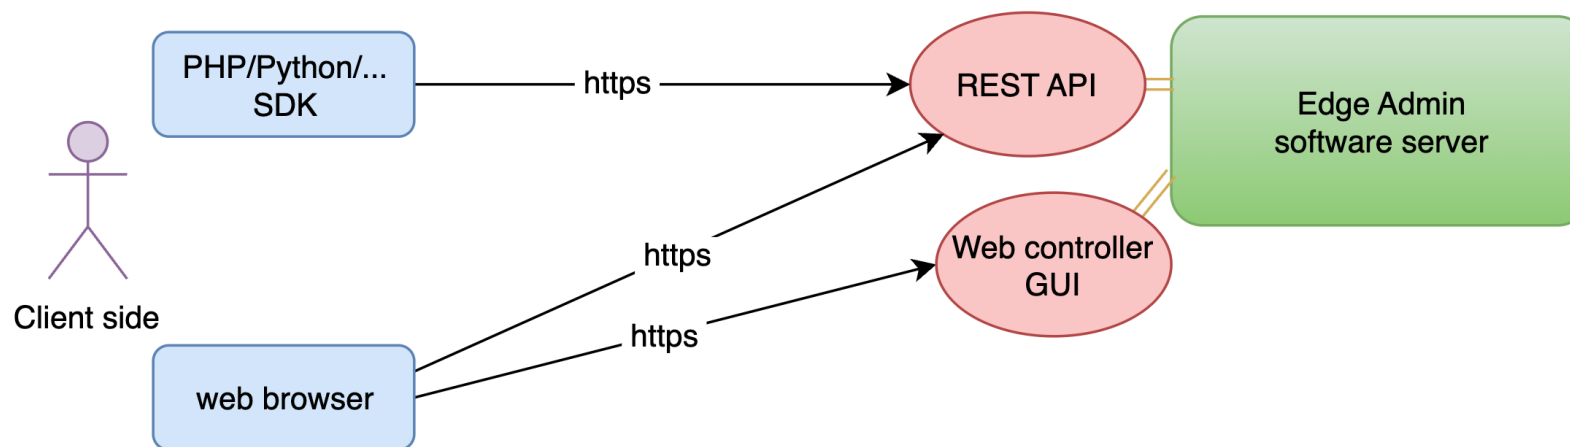 PHP/Python/...
SDK
https
REST API
Edge Admin
software server
Client side
https
Web controller
GUI
https
web browser